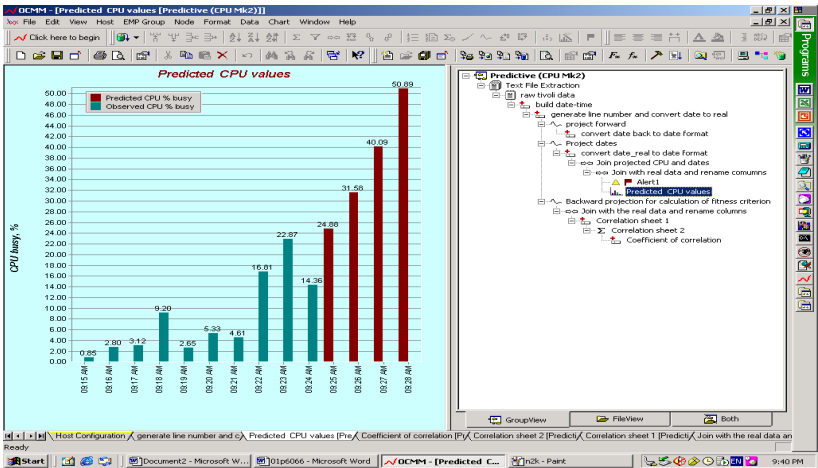 OCMM - [Predicted CPU values [Predictive (CPU Mk2)]]
File Edit View Host EMP Group Node Format Data Chart Window Help
Click here to begin
Programs
Predicted CPU values
Predicted CPU % busy
Observed CPU % busy
CPU busy, %
50.00
48.00
46.00
44.00
42.00
40.00
38.00
36.00
34.00
32.00
30.00
28.00
26.00
24.00
22.00
20.00
18.00
16.00
14.00
12.00
10.00
8.00
6.00
4.00
2.00
0.00
0.85
2.80
3.12
9.20
2.65
5.33
4.61
16.81
22.87
14.36
24.88
31.58
40.09
50.89
09:15 AM
09:16 AM
09:17 AM
09:18 AM
09:19 AM
09:20 AM
09:21 AM
09:22 AM
09:23 AM
09:24 AM
09:25 AM
09:26 AM
09:27 AM
09:28 AM
Predictive (CPU Mk2)
Text File Extraction
raw tivoli data
build date-time
generate line number and convert date to real
project forward
convert date back to date format
Project dates
convert date_real to date format
Join projected CPU and dates
Join with real data and rename comumns
Alert1
Predicted CPU values
Backward projection for calculation of fitness criterion
Join with the real data and rename columns
Correlation sheet 1
Correlation sheet 2
Coefficient of correlation
GroupView
FileView
Both
Host Configuration
generate line number and c
Predicted CPU values [Pre
Coefficient of correlation [Pr
Correlation sheet 2 [Predicti
Correlation sheet 1 [Predicti
Join with the real data an
Ready
Start
Document2 - Microsoft W...
01p6066 - Microsoft Word
OCMM - [Predicted C...
n2k - Paint
EN
9:40 PM